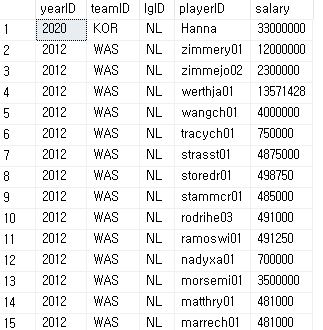 yearID teamID lgID playerID salary
1 2020 KOR NL Hanna 33000000
2 2012 WAS NL zimmery01 12000000
3 2012 WAS NL zimmejo02 2300000
4 2012 WAS NL werthja01 13571428
5 2012 WAS NL wangch01 4000000
6 2012 WAS NL tracych01 750000
7 2012 WAS NL strasst01 4875000
8 2012 WAS NL storedr01 498750
9 2012 WAS NL stammcr01 485000
10 2012 WAS NL rodrihe03 491000
11 2012 WAS NL ramoswi01 491250
12 2012 WAS NL nadyxa01 700000
13 2012 WAS NL morsemi01 3500000
14 2012 WAS NL matthry01 481000
15 2012 WAS NL marrech01 481000